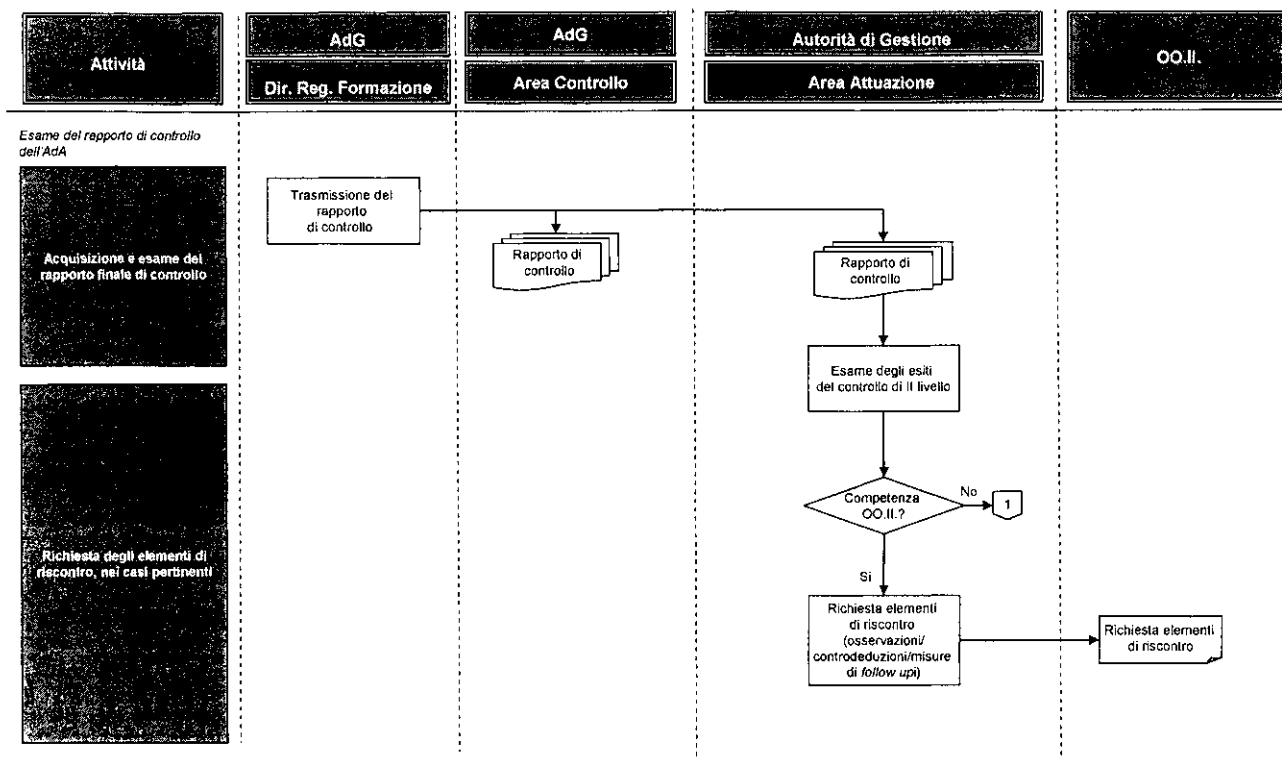 Attività
AdG
Dir. Reg. Formazione
AdG
Area Controllo
Autorità di Gestione
Area Attuazione
OO.II.
Esame del rapporto di controllo
dell'AdA
Acquisizione e esame del
rapporto finale di controllo
Trasmissione del
rapporto
di controllo
Rapporto di
controllo
Rapporto di
controllo
Esame degli esiti
del controllo di II livello
Competenza
OO.II.?
No
1
Si
Richiesta degli elementi di
riscontro, nei casi pertinenti
Richiesta elementi
di riscontro
(osservazioni/
controdeduzioni/misure
di follow upi)
Richiesta elementi
di riscontro